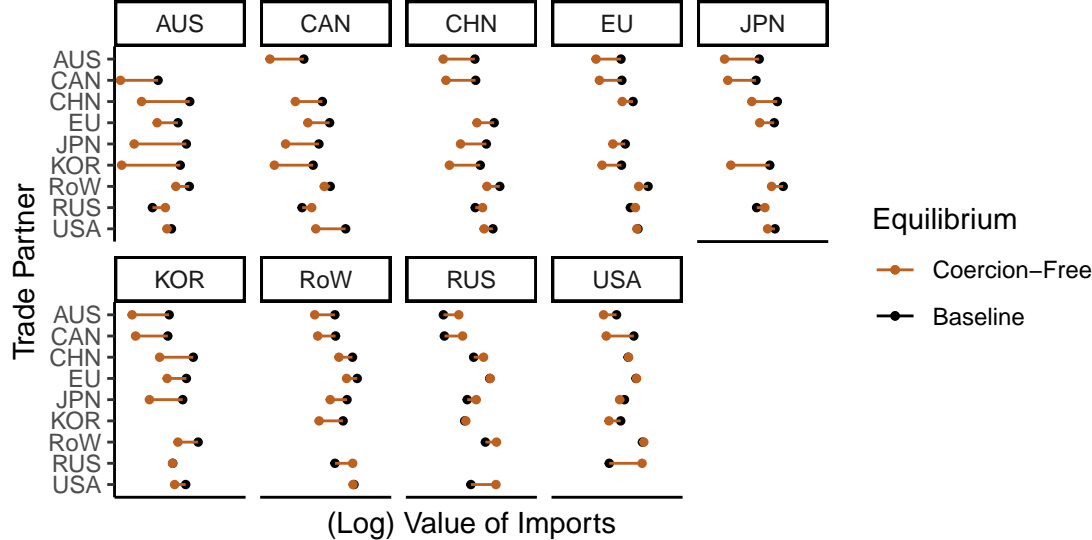 AUS CAN CHN EU JPN
AUS
CAN
CHN
EU
JPN
KOR
RoW
RUS
USA
KOR RoW RUS USA
AUS
CAN
CHN
EU
JPN
KOR
RoW
RUS
USA
Trade Partner
(Log) Value of Imports
Equilibrium
Coercion−Free
Baseline